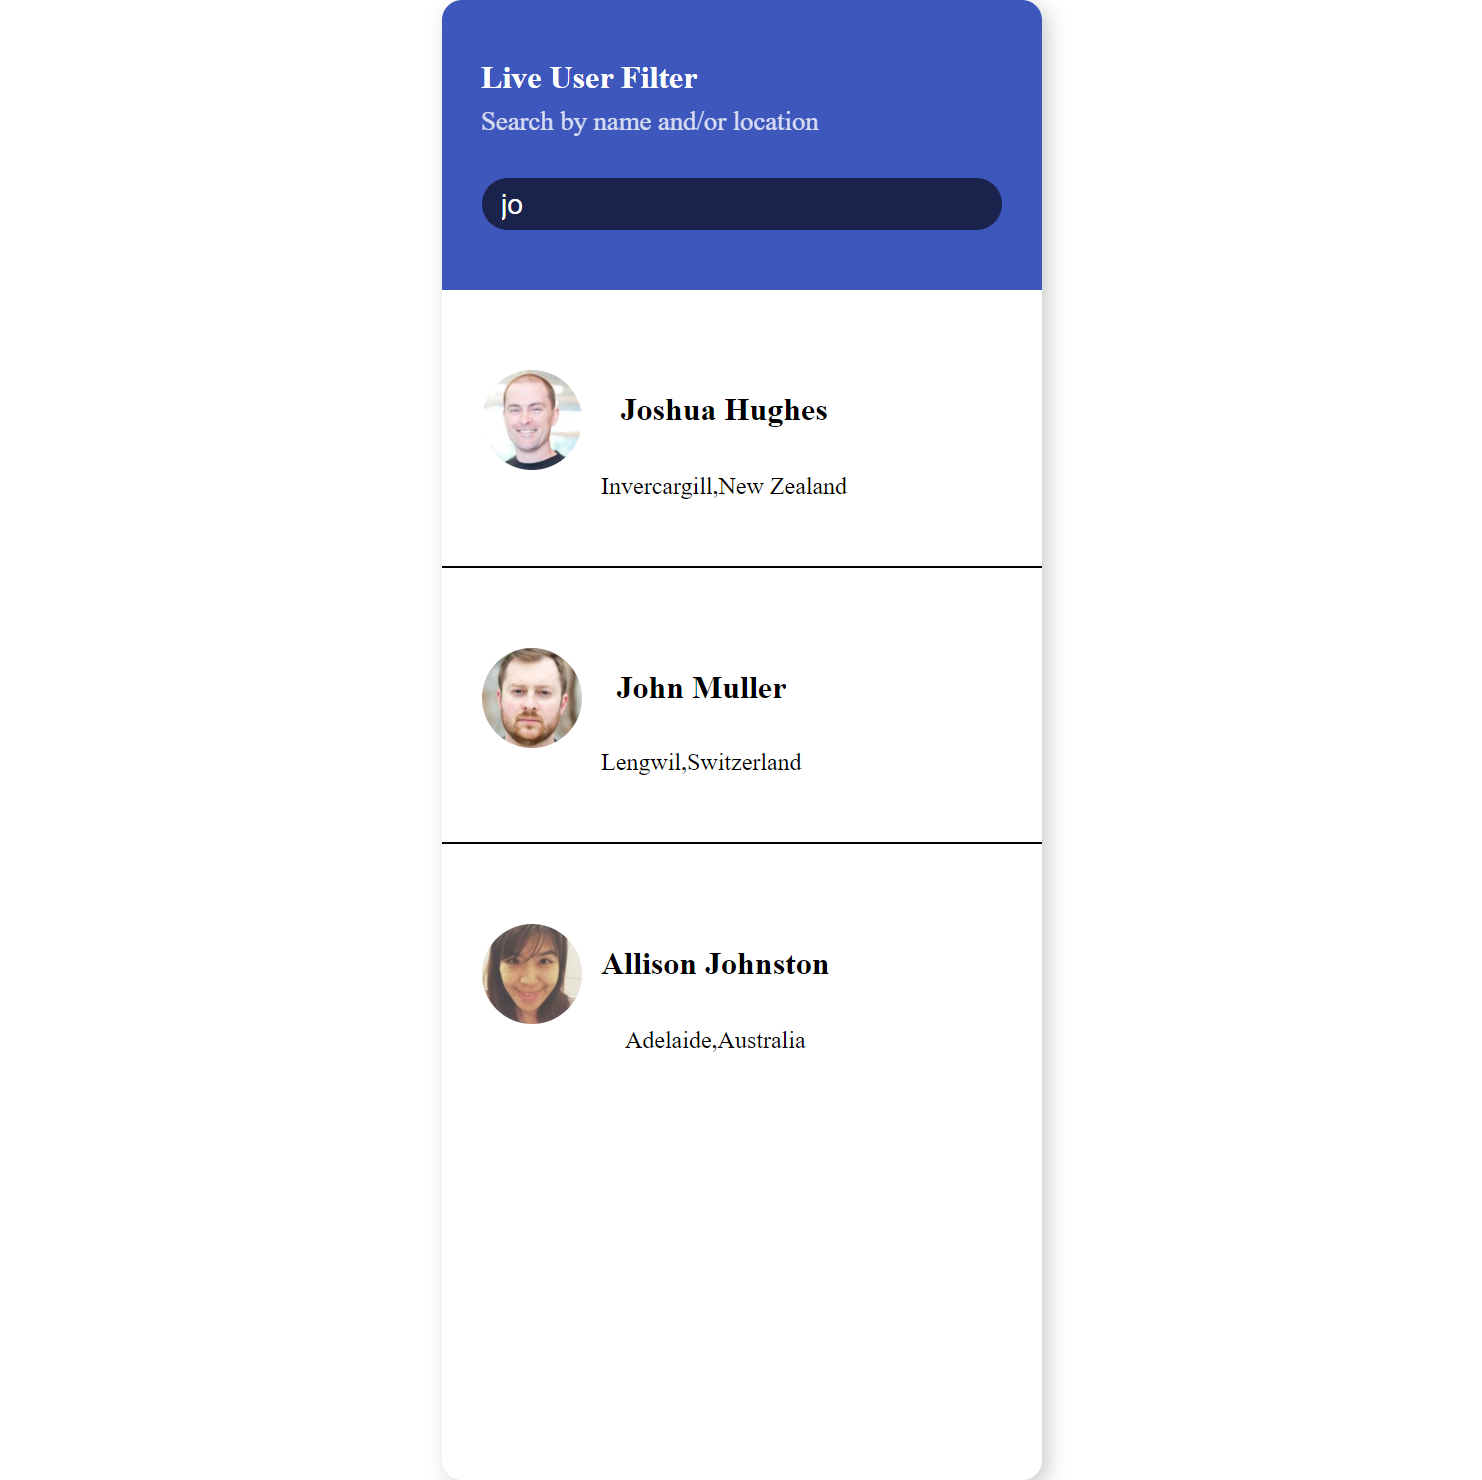 Live User Filter
Search by name and/or location
jo
Joshua Hughes
Invercargill,New Zealand
John Muller
Lengwil,Switzerland
Allison Johnston
Adelaide,Australia